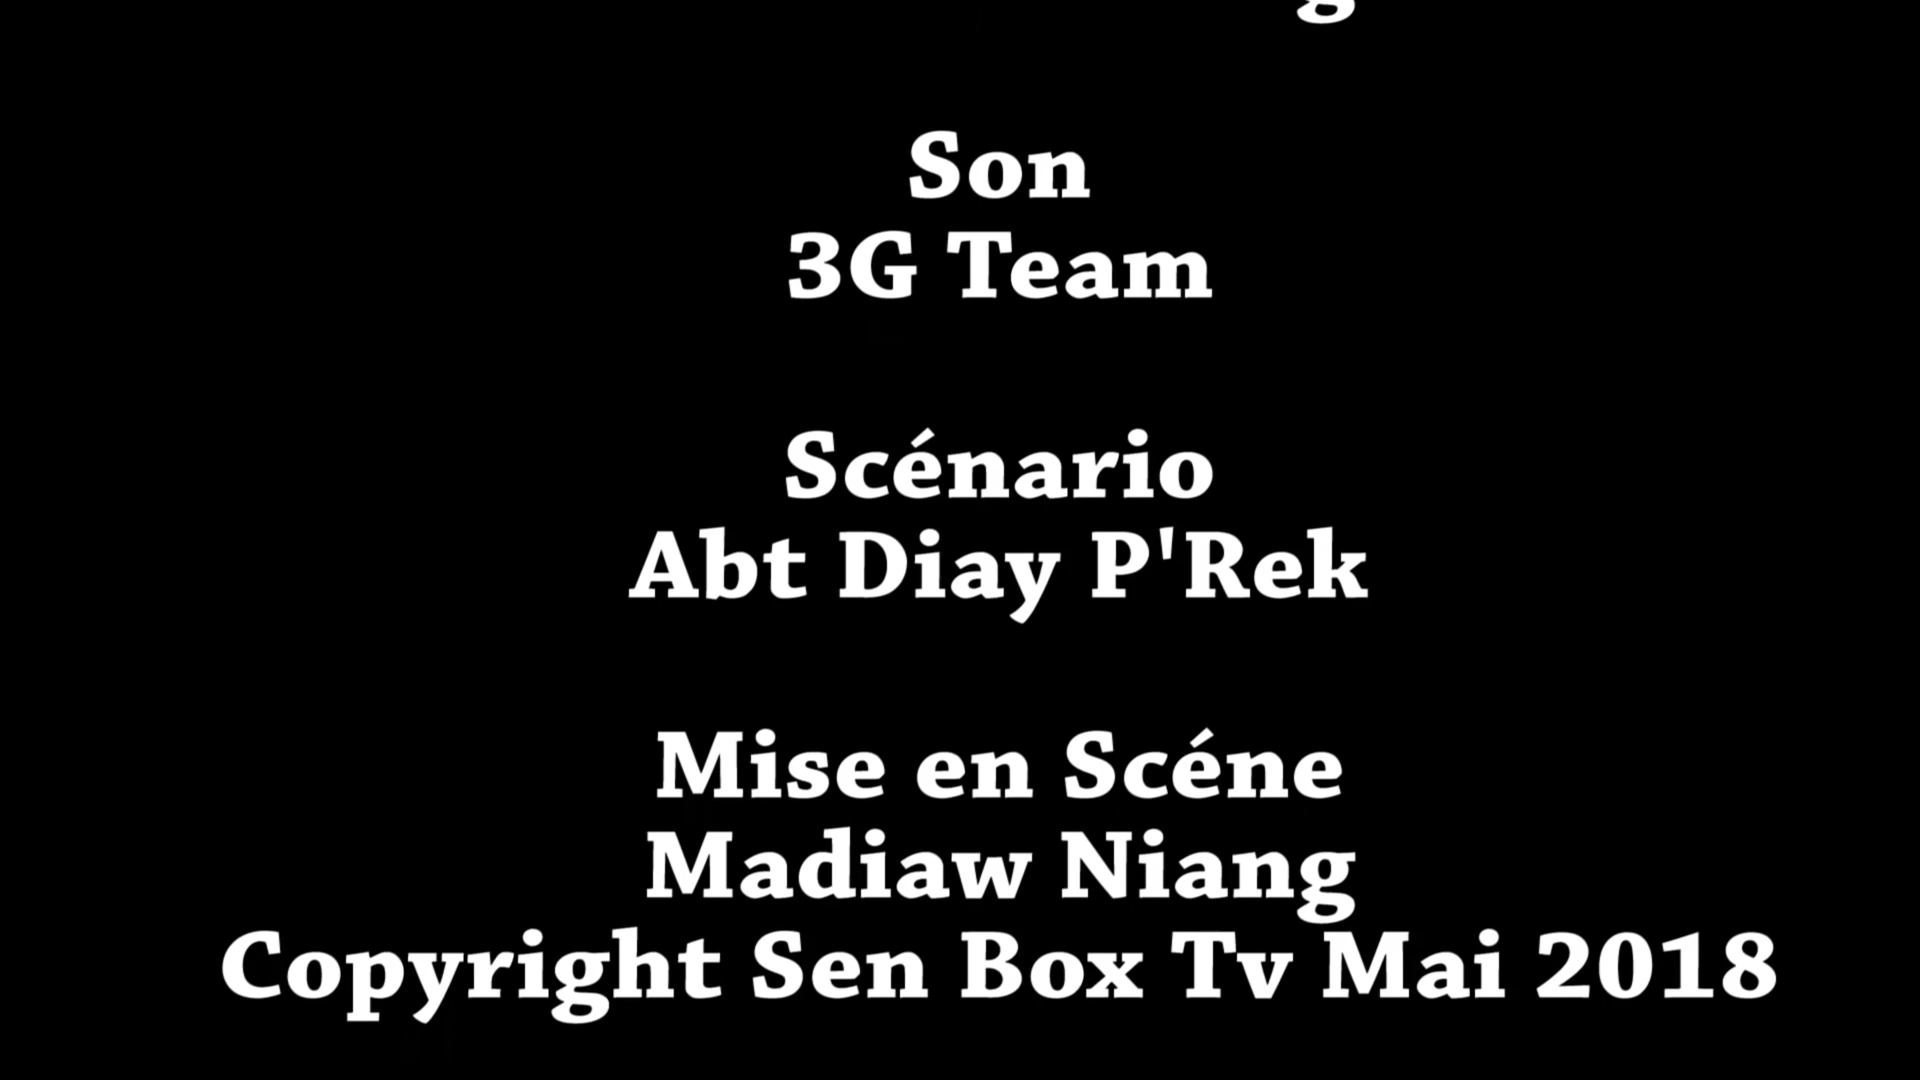 Son
3G Team
Scénario
Abt Diay P'Rek
Mise en Scéne
Madiaw Niang
Copyright Sen Box Tv Mai 2018